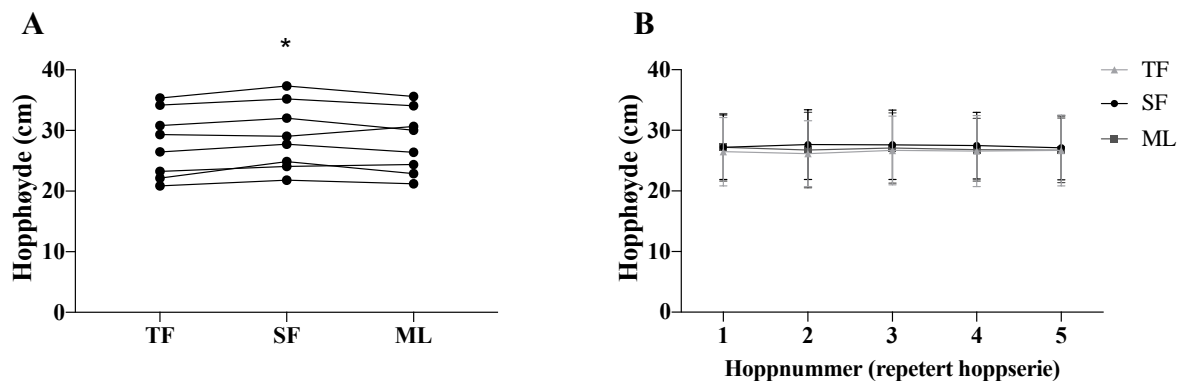 A
*
Hopphøyde (cm)
40
30
20
10
0
TF SF ML
B
Hopphøyde (cm)
40
30
20
10
0
1 2 3 4 5
Hoppnummer (repetert hoppserie)
TF
SF
ML